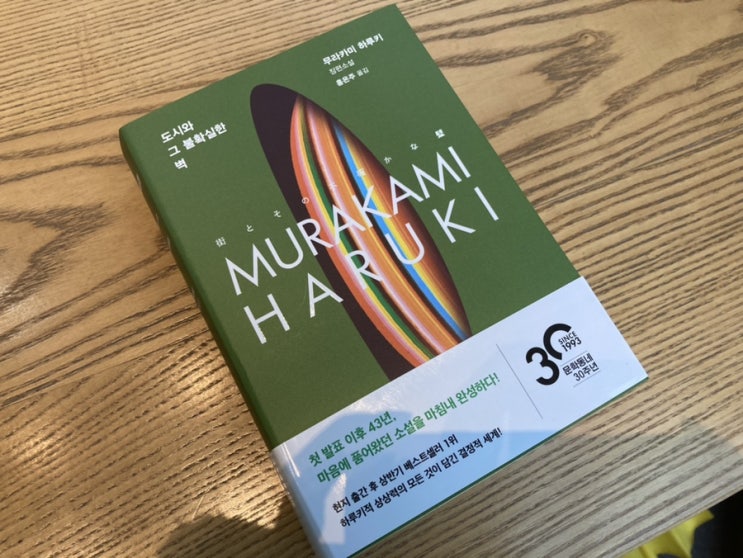 무라카미 하루키
장편소설
홍은주 옮김
도시와
그 불확실한
벽
街とその不確かな壁
MURAKAMI
HARUKI
30
SINCE
1993
문학동네
30주년
첫 발표 이후 43년,
마음에 품어왔던 소설을 마침내 완성하다!
현지 출간 후 상반기 베스트셀러 1위
하루키적 상상력의 모든 것이 담긴 결정적 세계!